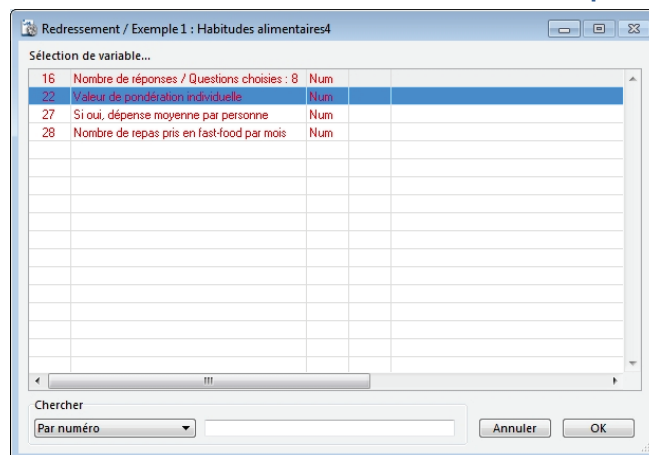 Redressement / Exemple 1 : Habitudes alimentaires4
Sélection de variable...
16 Nombre de réponses / Questions choisies : 8 Num
22 Valeur de pondération individuelle Num
27 Si oui, dépense moyenne par personne Num
28 Nombre de repas pris en fast-food par mois Num
Chercher
Par numéro Annuler OK